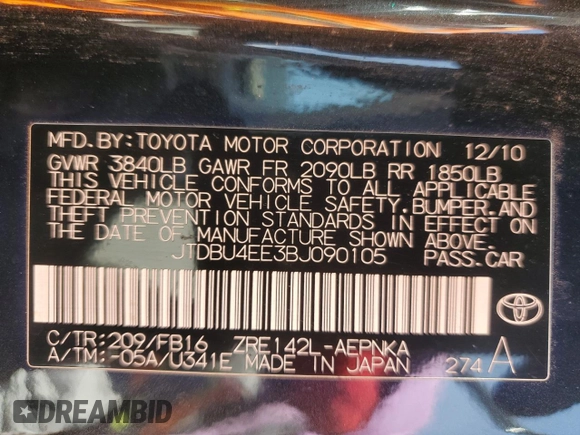 MFD.BY:TOYOTA MOTOR CORPORATION 12/10
GVWR 3840LB GAWR FR 2090LB RR 1850LB
THIS VEHICLE CONFORMS TO ALL APPLICABLE
FEDERAL MOTOR VEHICLE SAFETY,BUMPER,AND
THEFT PREVENTION STANDARDS IN EFFECT ON
THE DATE OF MANUFACTURE SHOWN ABOVE.
JTDBU4EE3BJ090105 PASS.CAR
C/TR:209/FB16 ZRE142L-AEPNKA
A/TM:-05A/U341E MADE IN JAPAN 274 A
DREAMBID